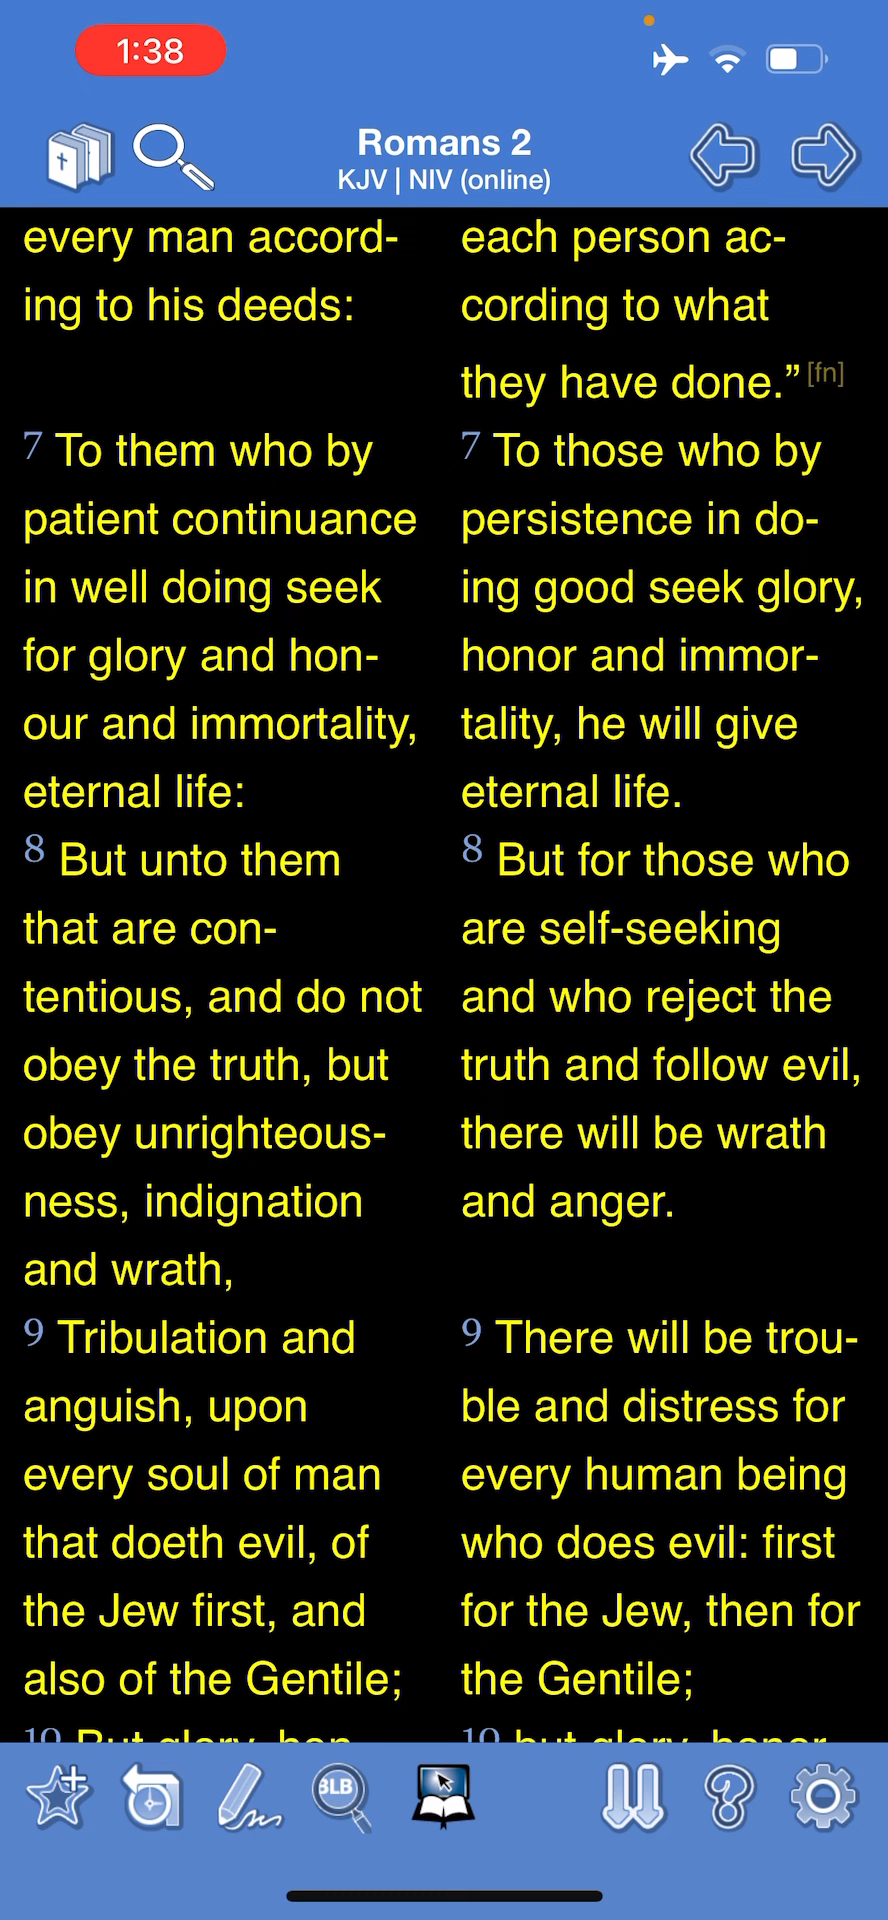 1:38
Romans 2
KJV | NIV (online)
every man accord-
ing to his deeds:
7 To them who by
patient continuance
in well doing seek
for glory and hon-
our and immortality,
eternal life:
8 But unto them
that are con-
tentious, and do not
obey the truth, but
obey unrighteous-
ness, indignation
and wrath,
9 Tribulation and
anguish, upon
every soul of man
that doeth evil, of
the Jew first, and
also of the Gentile;
10 But glory, hon
each person ac-
cording to what
they have done.” [fn]
7 To those who by
persistence in do-
ing good seek glory,
honor and immor-
tality, he will give
eternal life.
8 But for those who
are self-seeking
and who reject the
truth and follow evil,
there will be wrath
and anger.
9 There will be trou-
ble and distress for
every human being
who does evil: first
for the Jew, then for
the Gentile;
10 but glory, honor
BLB